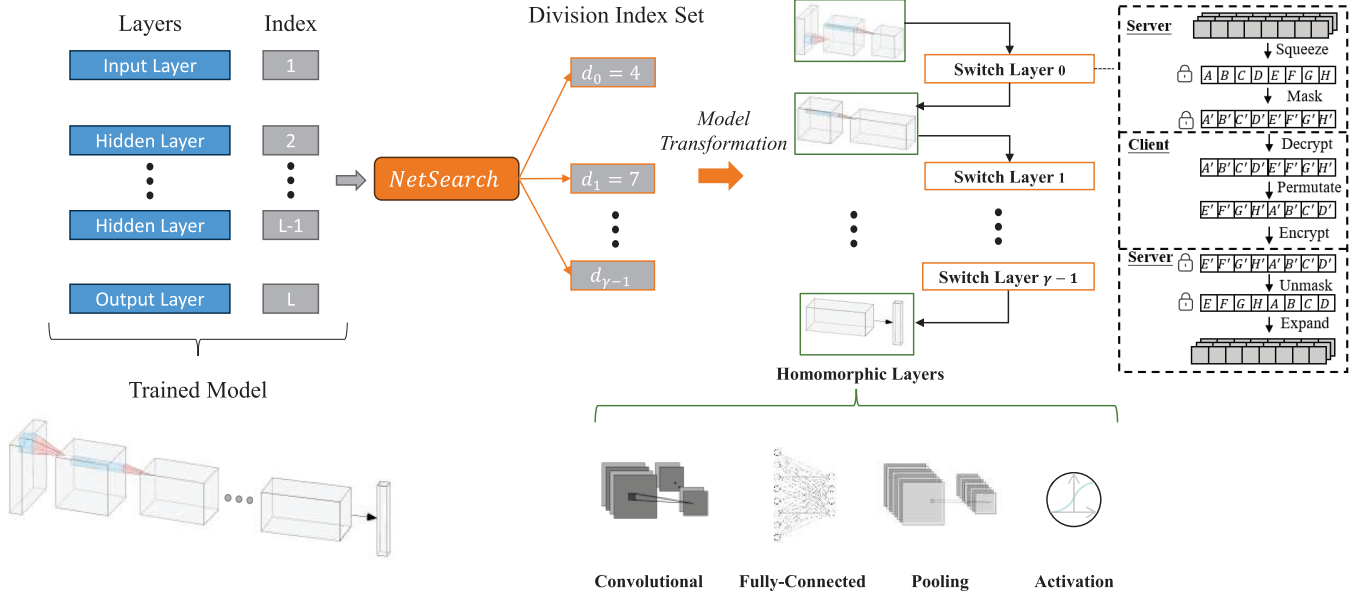 Layers Index
Input Layer 1
Hidden Layer 2
Hidden Layer L-1
Output Layer L
Trained Model
NetSearch
Division Index Set
d₀ = 4
d₁ = 7
dγ−1
Model
Transformation
Switch Layer 0
Switch Layer 1
Switch Layer γ − 1
Homomorphic Layers
Convolutional Fully-Connected Pooling Activation
Server
Squeeze
A B C D E F G H
Mask
A' B' C' D' E' F' G' H'
Client
Decrypt
A' B' C' D' E' F' G' H'
Permutate
E' F' G' H' A' B' C' D'
Encrypt
Server
E' F' G' H' A' B' C' D'
Unmask
E F G H A B C D
Expand